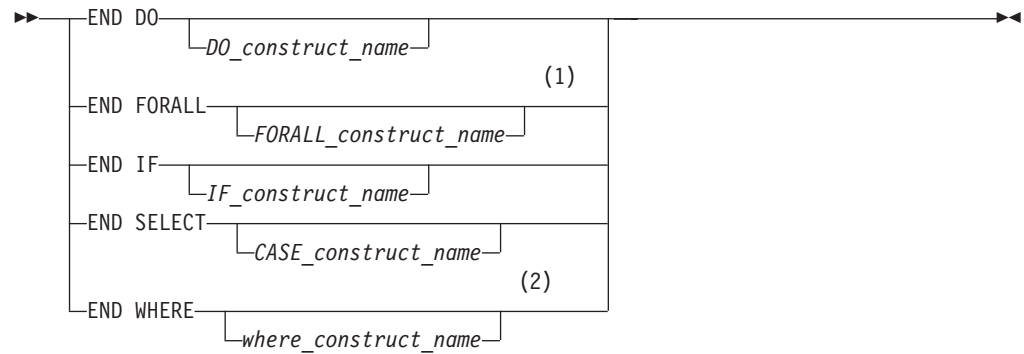 END DO
DO_construct_name
(1)
END FORALL
FORALL_construct_name
END IF
IF_construct_name
END SELECT
CASE_construct_name
(2)
END WHERE
where_construct_name